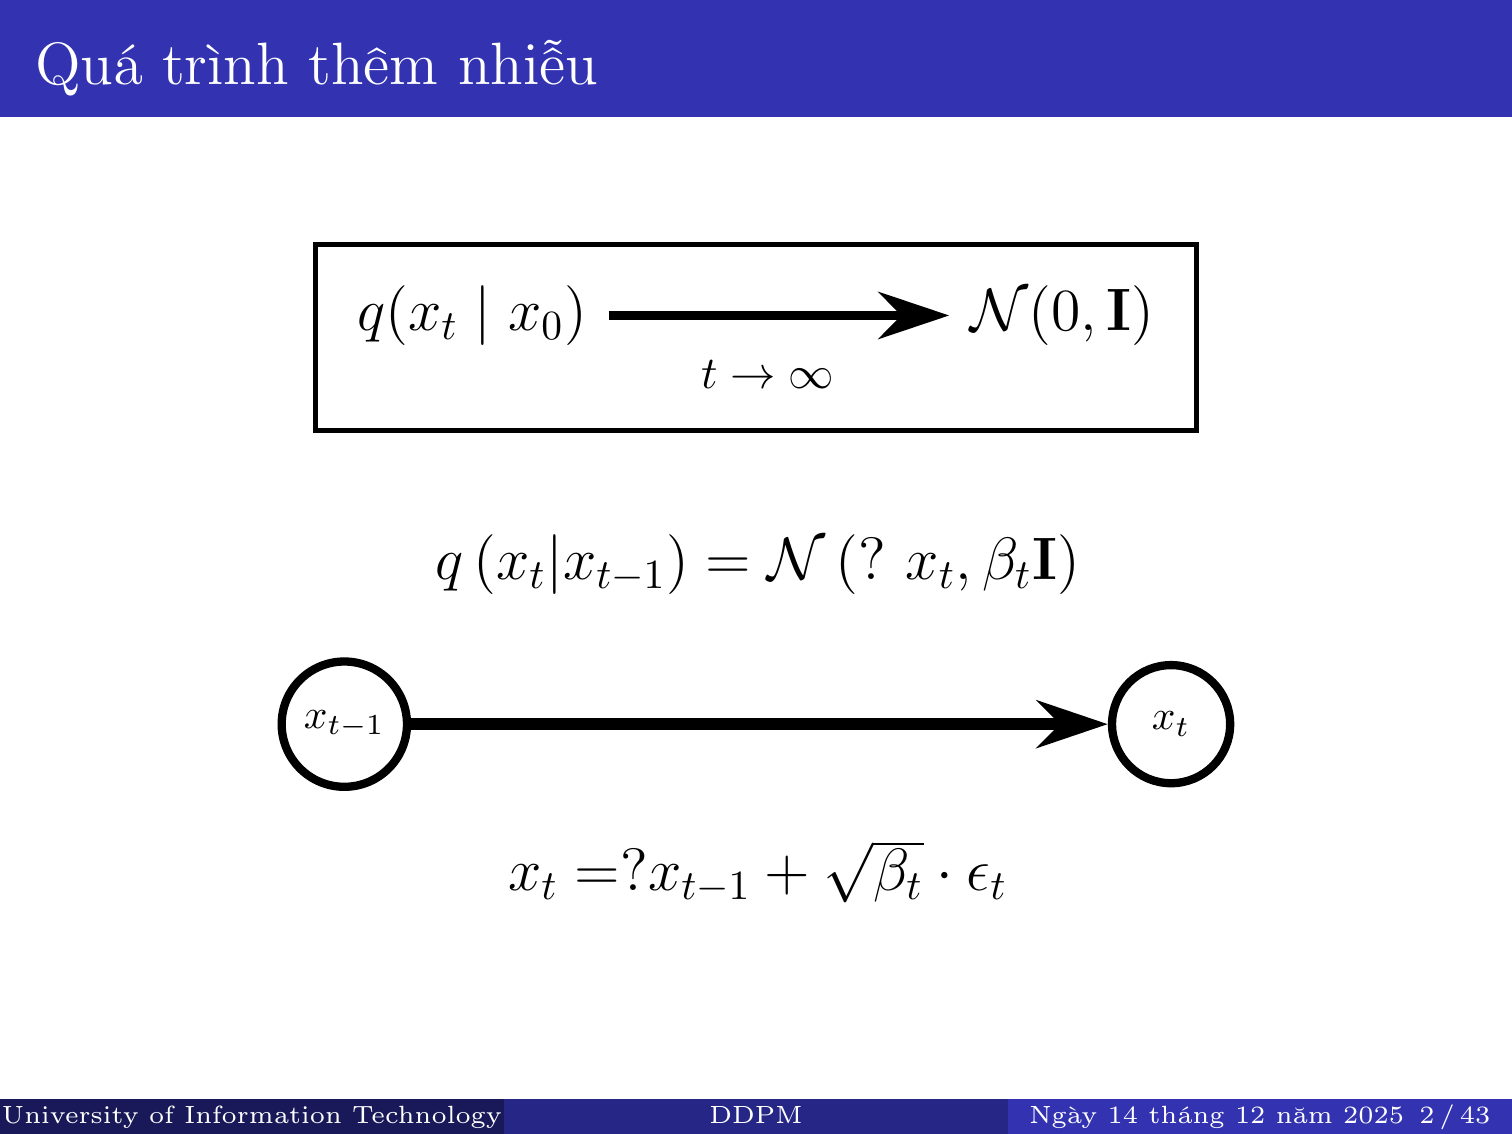 Quá trình thêm nhiễu
q(x_t | x_0) → N(0, I)
t → ∞
q (x_t|x_{t−1}) = N (? x_t, β_t I)
x_{t−1} x_t
x_t =?x_{t−1} + √β_t · ϵ_t
University of Information Technology DDPM Ngày 14 tháng 12 năm 2025 2 / 43